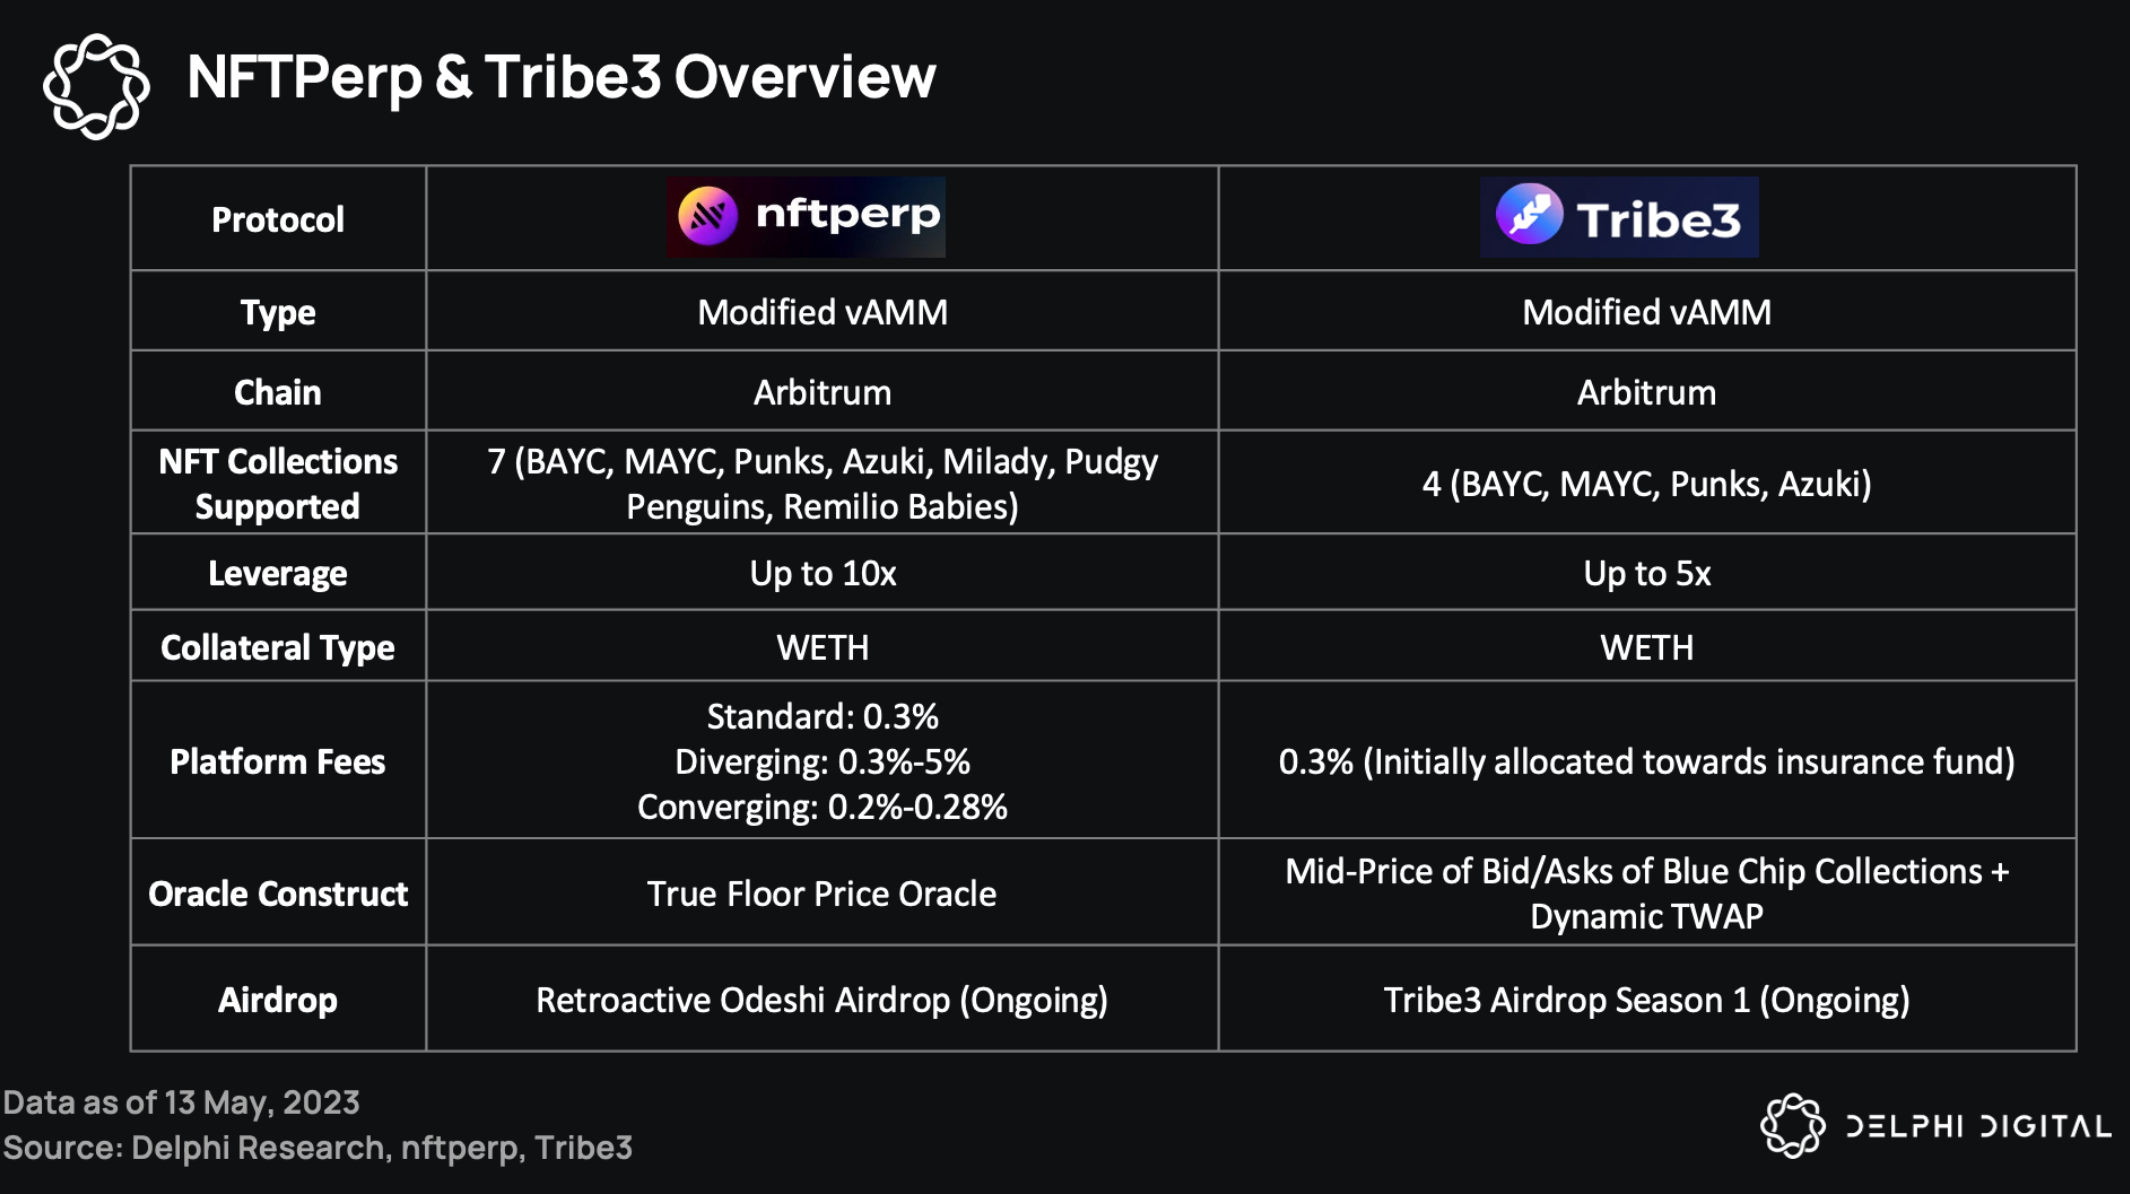 NFTPerp & Tribe3 Overview
Protocol
nftperp
Tribe3
Type
Modified vAMM
Modified vAMM
Chain
Arbitrum
Arbitrum
NFT Collections
Supported
7 (BAYC, MAYC, Punks, Azuki, Milady, Pudgy
Penguins, Remilio Babies)
4 (BAYC, MAYC, Punks, Azuki)
Leverage
Up to 10x
Up to 5x
Collateral Type
WETH
WETH
Platform Fees
Standard: 0.3%
Diverging: 0.3%-5%
Converging: 0.2%-0.28%
0.3% (Initially allocated towards insurance fund)
Oracle Construct
True Floor Price Oracle
Mid-Price of Bid/Asks of Blue Chip Collections +
Dynamic TWAP
Airdrop
Retroactive Odeshi Airdrop (Ongoing)
Tribe3 Airdrop Season 1 (Ongoing)
Data as of 13 May, 2023
Source: Delphi Research, nftperp, Tribe3
DELPHI DIGITAL